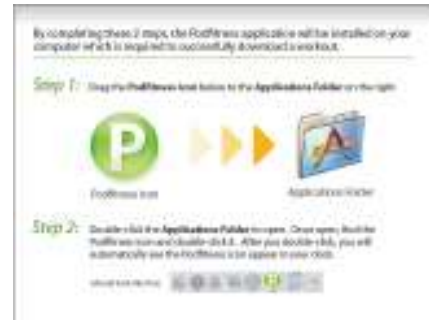 By completing these 2 steps, the Podfitness application will be installed on your
computer which is required to successfully download a workout.
Step 1: Drag the Podfitness icon below to the Applications Folder on the right
P
Podfitness icon
Applications Folder
Step 2: Double-click the Applications Folder to open. Once open, find the
Podfitness icon and double-click it. After you double-click, you will
automatically see the Podfitness icon appear in your dock.